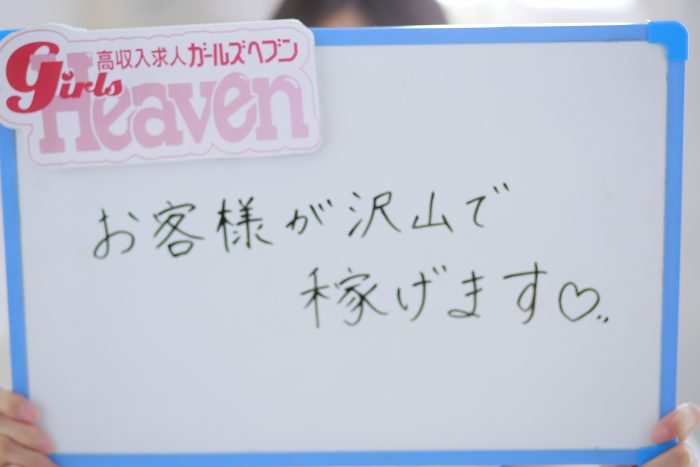 高収入求人ガールズヘブン
Girls
Heaven
お客様が沢山で
稼げます♡..